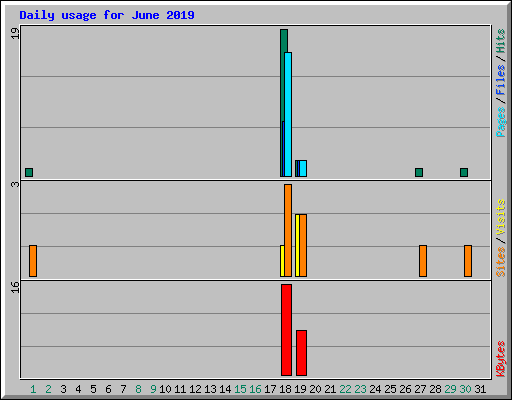 Daily usage for June 2019
19
3
16
Pages/Files/Hits
Sites/Visits
KBytes
1 2 3 4 5 6 7 8 9 10 11 12 13 14 15 16 17 18 19 20 21 22 23 24 25 26 27 28 29 30 31